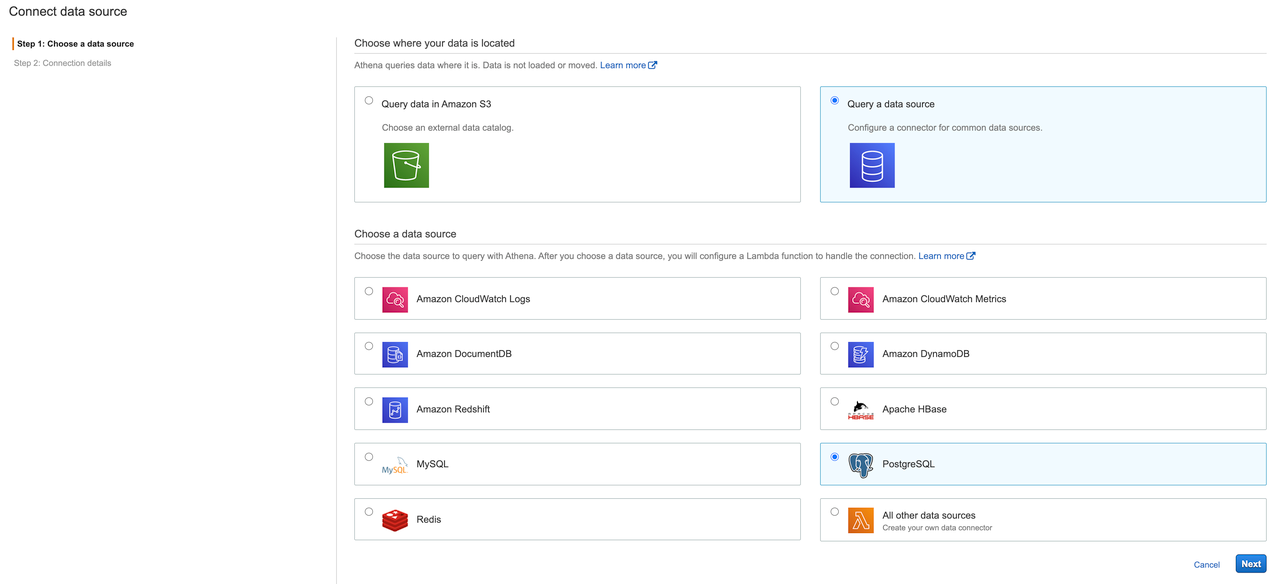 Connect data source
Step 1: Choose a data source
Step 2: Connection details
Choose where your data is located
Athena queries data where it is. Data is not loaded or moved. Learn more
Query data in Amazon S3
Choose an external data catalog.
Query a data source
Configure a connector for common data sources.
Choose a data source
Choose the data source to query with Athena. After you choose a data source, you will configure a Lambda function to handle the connection. Learn more
Amazon CloudWatch Logs
Amazon CloudWatch Metrics
Amazon DocumentDB
Amazon DynamoDB
Amazon Redshift
HBASE
Apache HBase
MySQL
MySQL
PostgreSQL
Redis
All other data sources
Create your own data connector
Cancel
Next